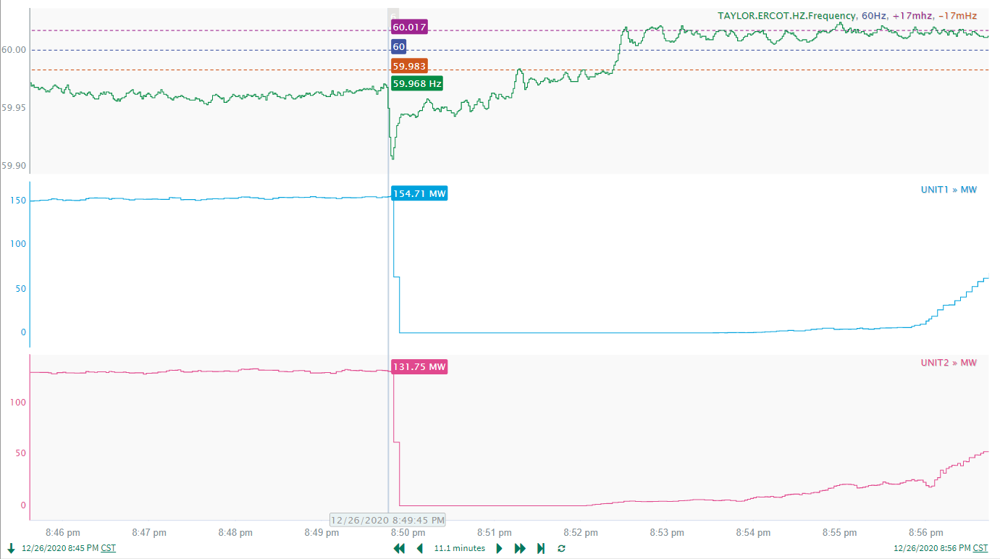 6
TAYLOR.ERCOT.HZ.Frequency, 60Hz, +17mhz, -17mHz
60.017
60.00
60
59.983
59.968 Hz
59.95
59.90
154.71 MW
UNIT1 » MW
150
100
50
0
131.75 MW
UNIT2 » MW
100
50
0
12/26/2020 8:49:45 PM
8:46 pm 8:47 pm 8:48 pm 8:49 pm 8:50 pm 8:51 pm 8:52 pm 8:53 pm 8:54 pm 8:55 pm 8:56 pm
12/26/2020 8:45 PM CST 11.1 minutes 12/26/2020 8:56 PM CST